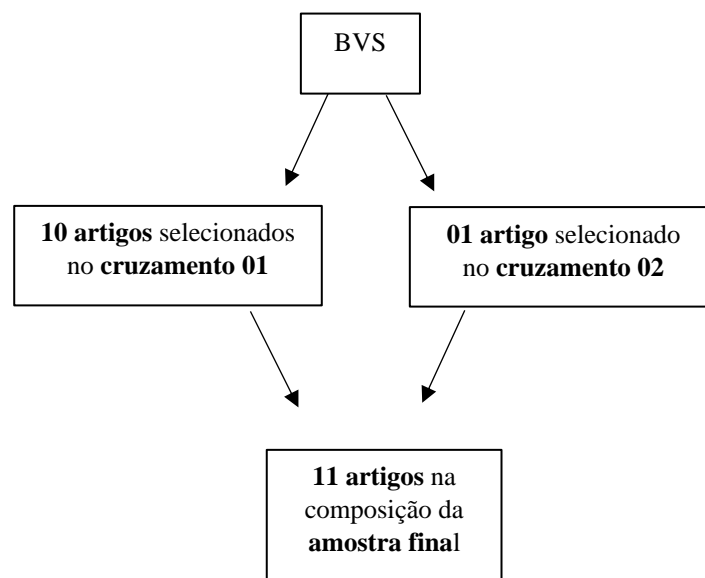 BVS
10 artigos selecionados
no cruzamento 01
01 artigo selecionado
no cruzamento 02
11 artigos na
composição da
amostra final